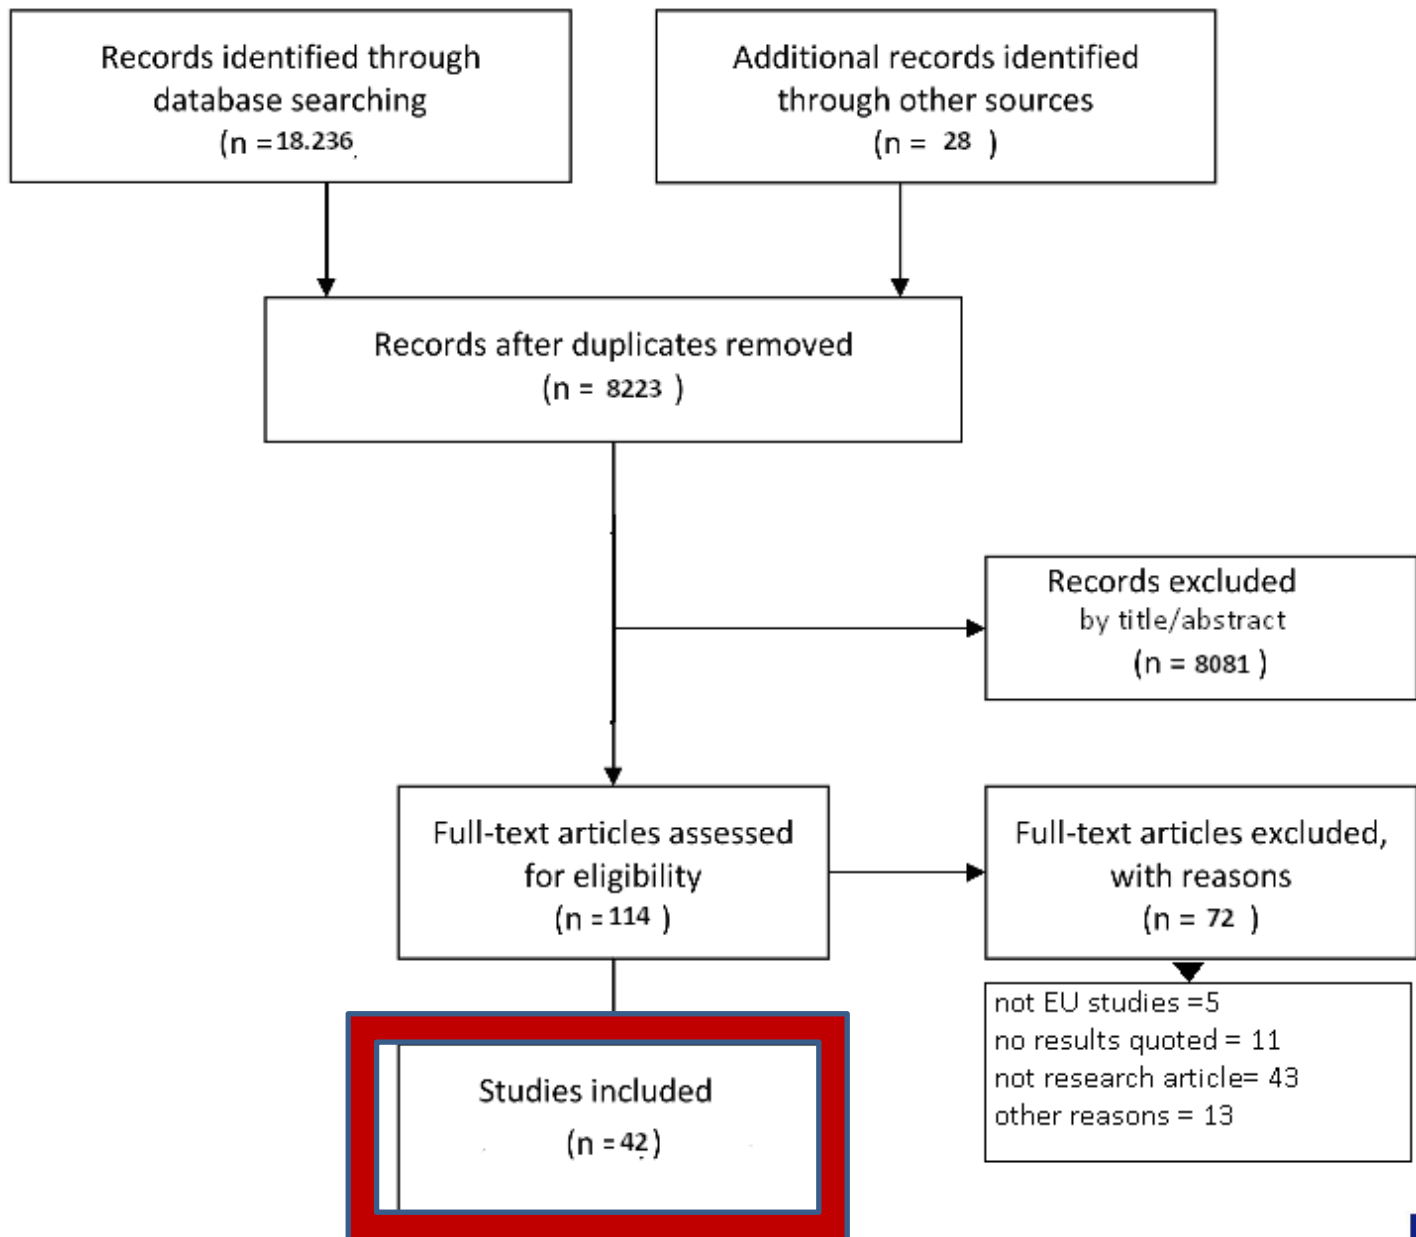 Records identified through
database searching
(n =18.236
Additional records identified
through other sources
(n = 28 )
Records after duplicates removed
(n = 8223 )
Records excluded
by title/abstract
(n = 8081 )
Full-text articles assessed
for eligibility
(n =114 )
Full-text articles excluded,
with reasons
(n = 72 )
not EU studies =5
no results quoted = 11
not research article= 43
other reasons = 13
Studies included
(n =42)